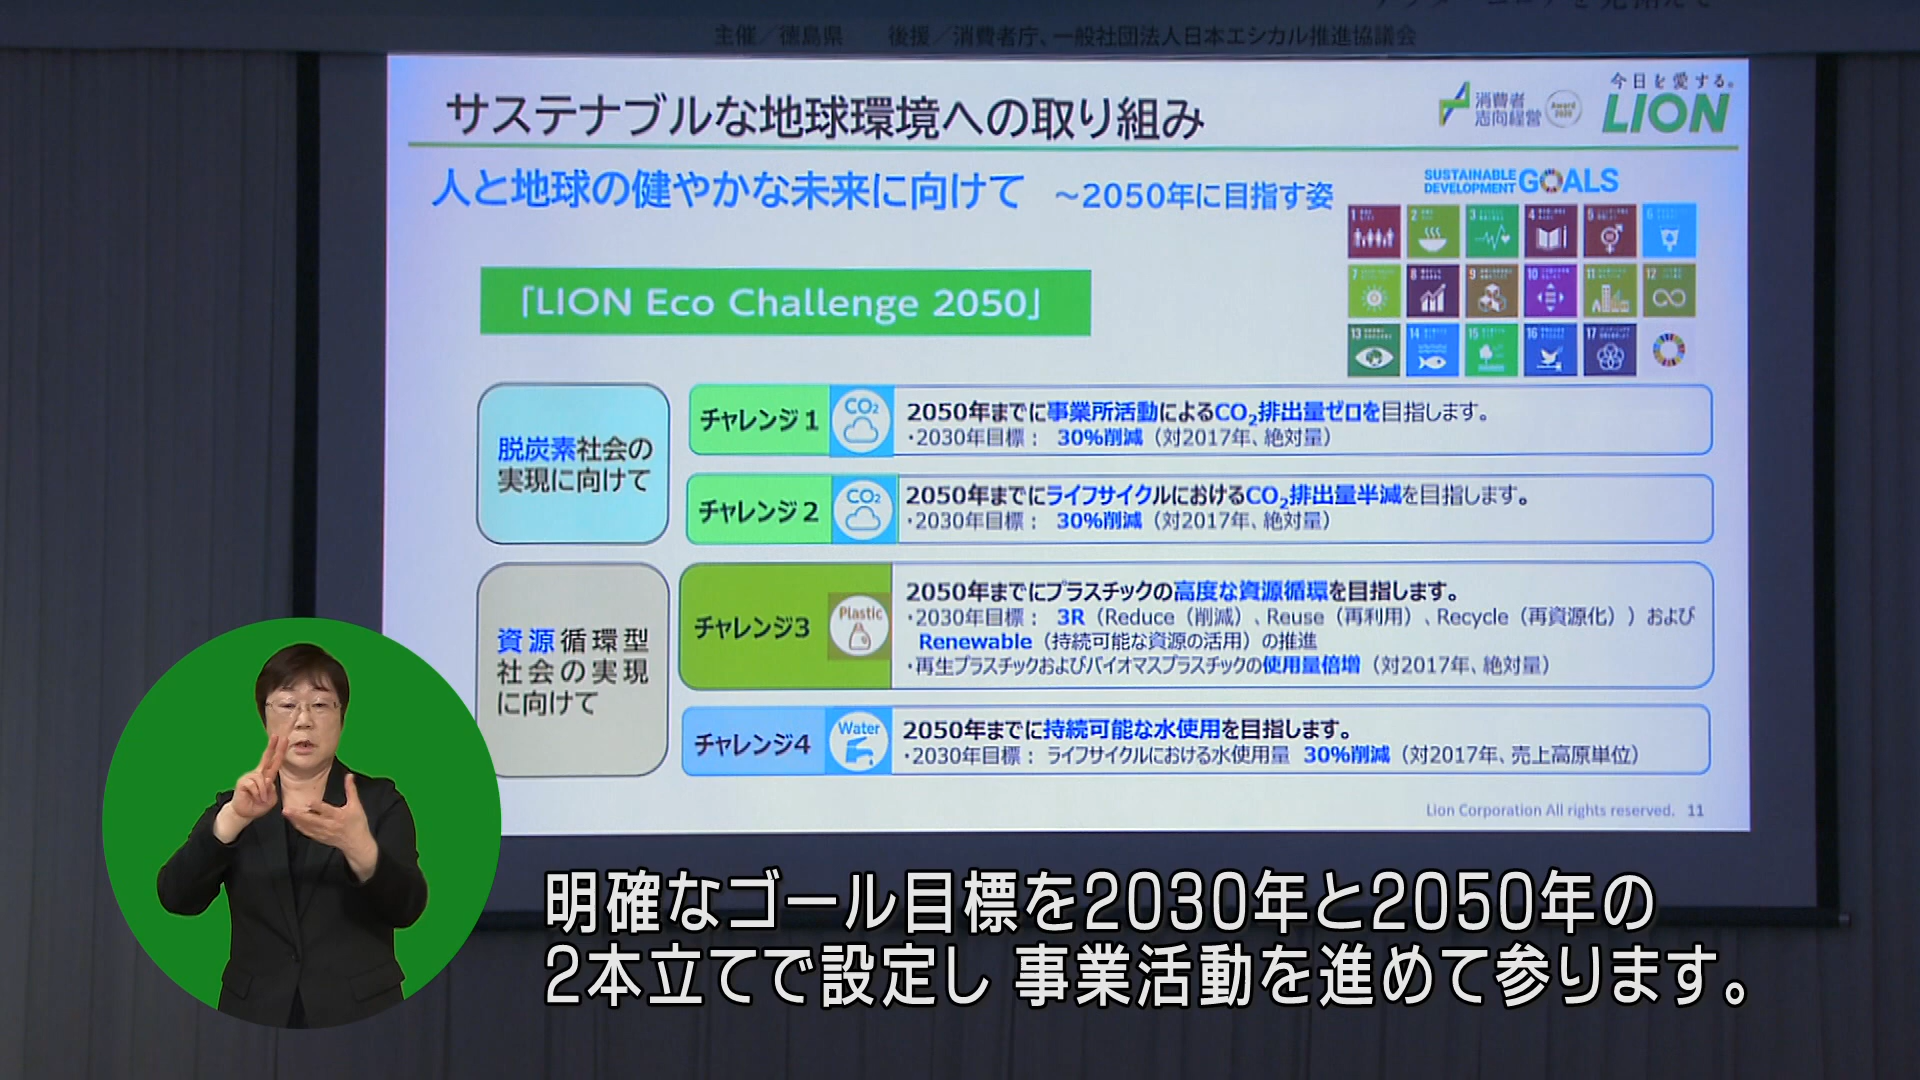 主催／徳島県　後援／消費者庁、一般社団法人日本エシカル推進協議会
サステナブルな地球環境への取り組み
消費者
志向経営
Award
2020
今日を愛する。
LION
人と地球の健やかな未来に向けて ～2050年に目指す姿
SUSTAINABLE
DEVELOPMENT GOALS
1 2 3 4 5 6
7 8 9 10 11 12
13 14 15 16 17
「LION Eco Challenge 2050」
脱炭素社会の
実現に向けて
チャレンジ1
CO2
2050年までに事業所活動によるCO2排出量ゼロを目指します。
・2030年目標： 30%削減（対2017年、絶対量）
チャレンジ2
CO2
2050年までにライフサイクルにおけるCO2排出量半減を目指します。
・2030年目標： 30%削減（対2017年、絶対量）
資源循環型
社会の実現
に向けて
チャレンジ3
Plastic
2050年までにプラスチックの高度な資源循環を目指します。
・2030年目標： 3R（Reduce（削減）、Reuse（再利用）、Recycle（再資源化））および
Renewable（持続可能な資源の活用）の推進
・再生プラスチックおよびバイオマスプラスチックの使用量倍増（対2017年、絶対量）
チャレンジ4
Water
2050年までに持続可能な水使用を目指します。
・2030年目標： ライフサイクルにおける水使用量 30%削減（対2017年、売上高原単位）
Lion Corporation All rights reserved. 11
明確なゴール目標を2030年と2050年の
2本立てで設定し 事業活動を進めて参ります。